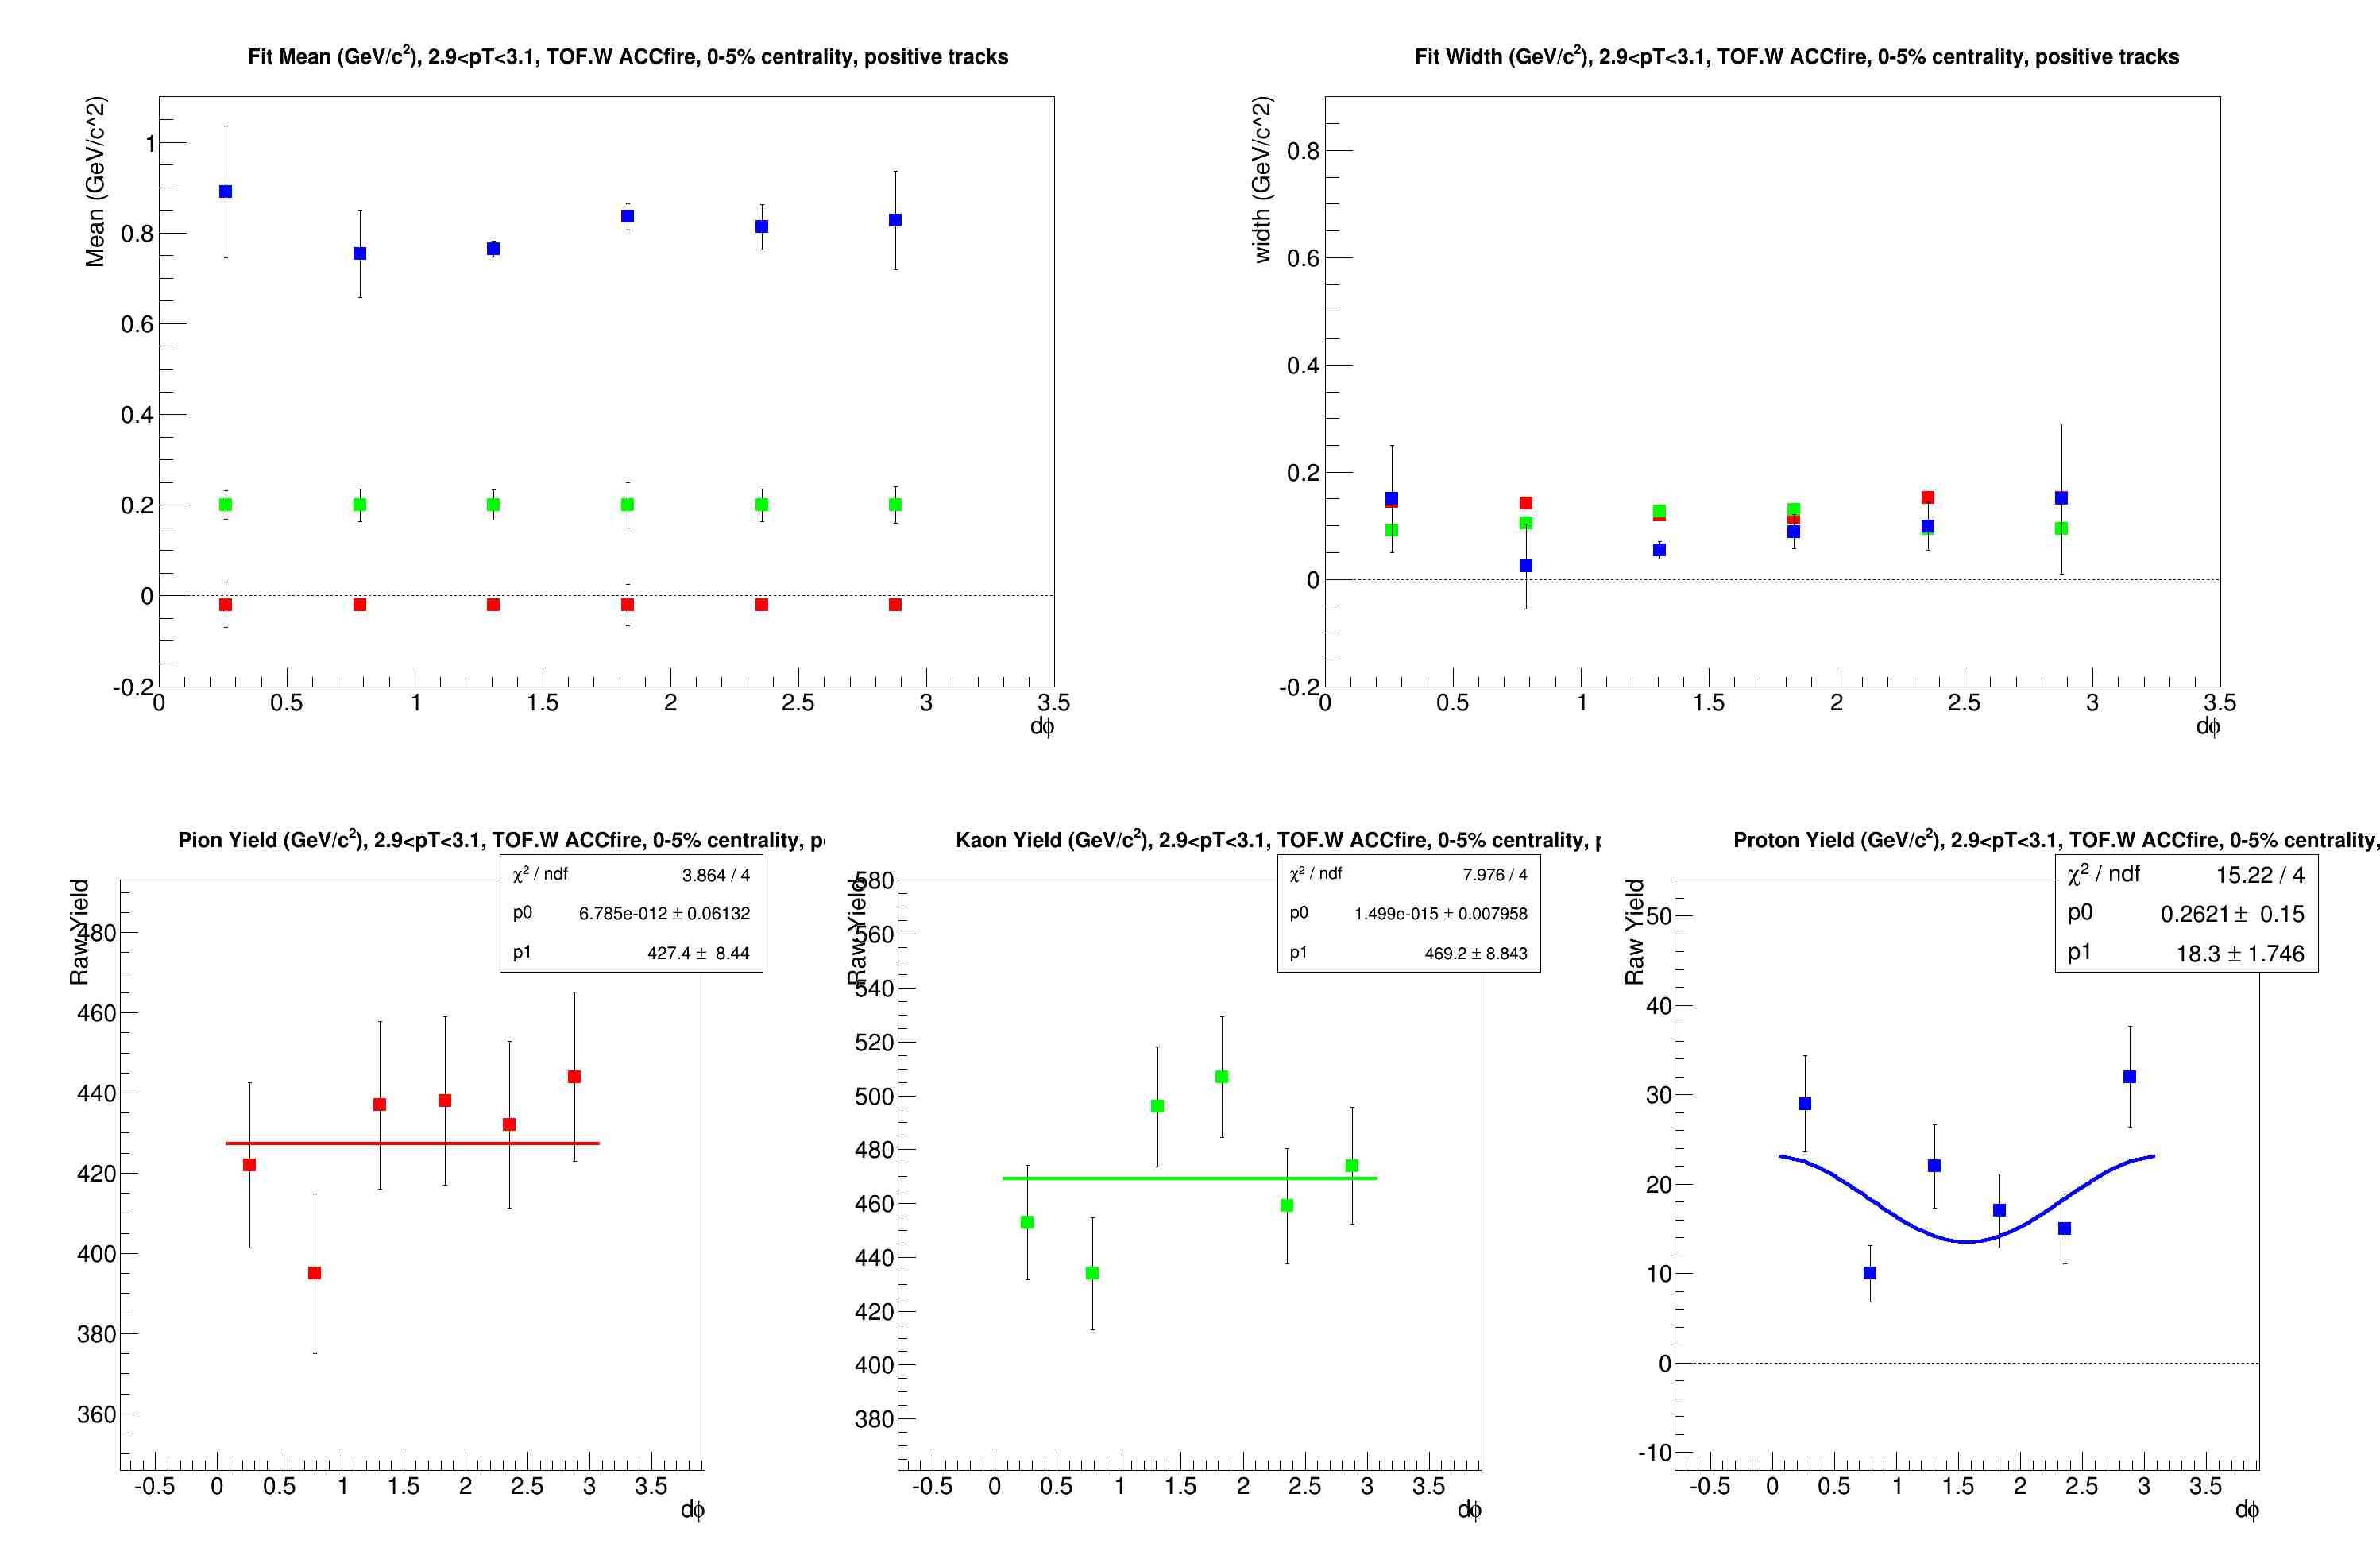 Fit Mean (GeV/c2), 2.9<pT<3.1, TOF.W ACCfire, 0-5% centrality, positive tracks
Mean (GeV/c^2)
1
0.8
0.6
0.4
0.2
0
-0.2
0 0.5 1 1.5 2 2.5 3 3.5
dϕ
Fit Width (GeV/c2), 2.9<pT<3.1, TOF.W ACCfire, 0-5% centrality, positive tracks
width (GeV/c^2)
0.8
0.6
0.4
0.2
0
-0.2
0 0.5 1 1.5 2 2.5 3 3.5
dϕ
Pion Yield (GeV/c2), 2.9<pT<3.1, TOF.W ACCfire, 0-5% centrality, p
χ2 / ndf 3.864 / 4
p0 6.785e-012 ± 0.06132
p1 427.4 ± 8.44
Raw Yield
480
460
440
420
400
380
360
-0.5 0 0.5 1 1.5 2 2.5 3 3.5
dϕ
Kaon Yield (GeV/c2), 2.9<pT<3.1, TOF.W ACCfire, 0-5% centrality, p
χ2 / ndf 7.976 / 4
p0 1.499e-015 ± 0.007958
p1 469.2 ± 8.843
Raw Yield
580
560
540
520
500
480
460
440
420
400
380
-0.5 0 0.5 1 1.5 2 2.5 3 3.5
dϕ
Proton Yield (GeV/c2), 2.9<pT<3.1, TOF.W ACCfire, 0-5% centrality,
χ2 / ndf 15.22 / 4
p0 0.2621 ± 0.15
p1 18.3 ± 1.746
Raw Yield
50
40
30
20
10
0
-10
-0.5 0 0.5 1 1.5 2 2.5 3 3.5
dϕ